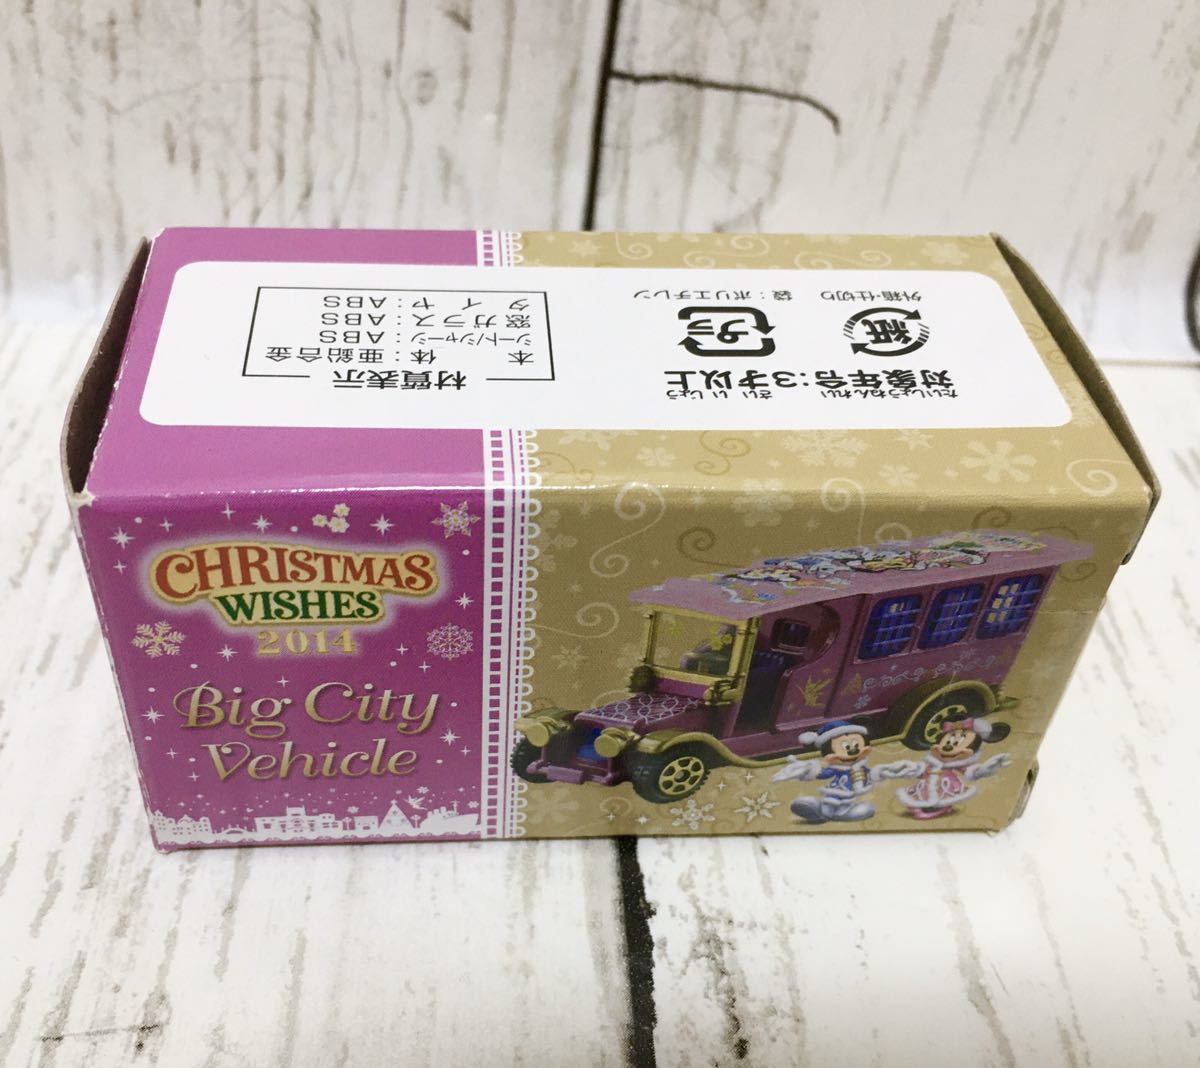 対象年令:3才以上
たいしょうねんれい さい いじょう
紙
プラ
外箱・仕切り
袋:ポリエチレン
材質表示
本 体:亜鉛合金
シート/シャーシ:ABS
窓ガラス:ABS
タイヤ:ABS
CHRISTMAS
WISHES
2014
Big City
Vehicle